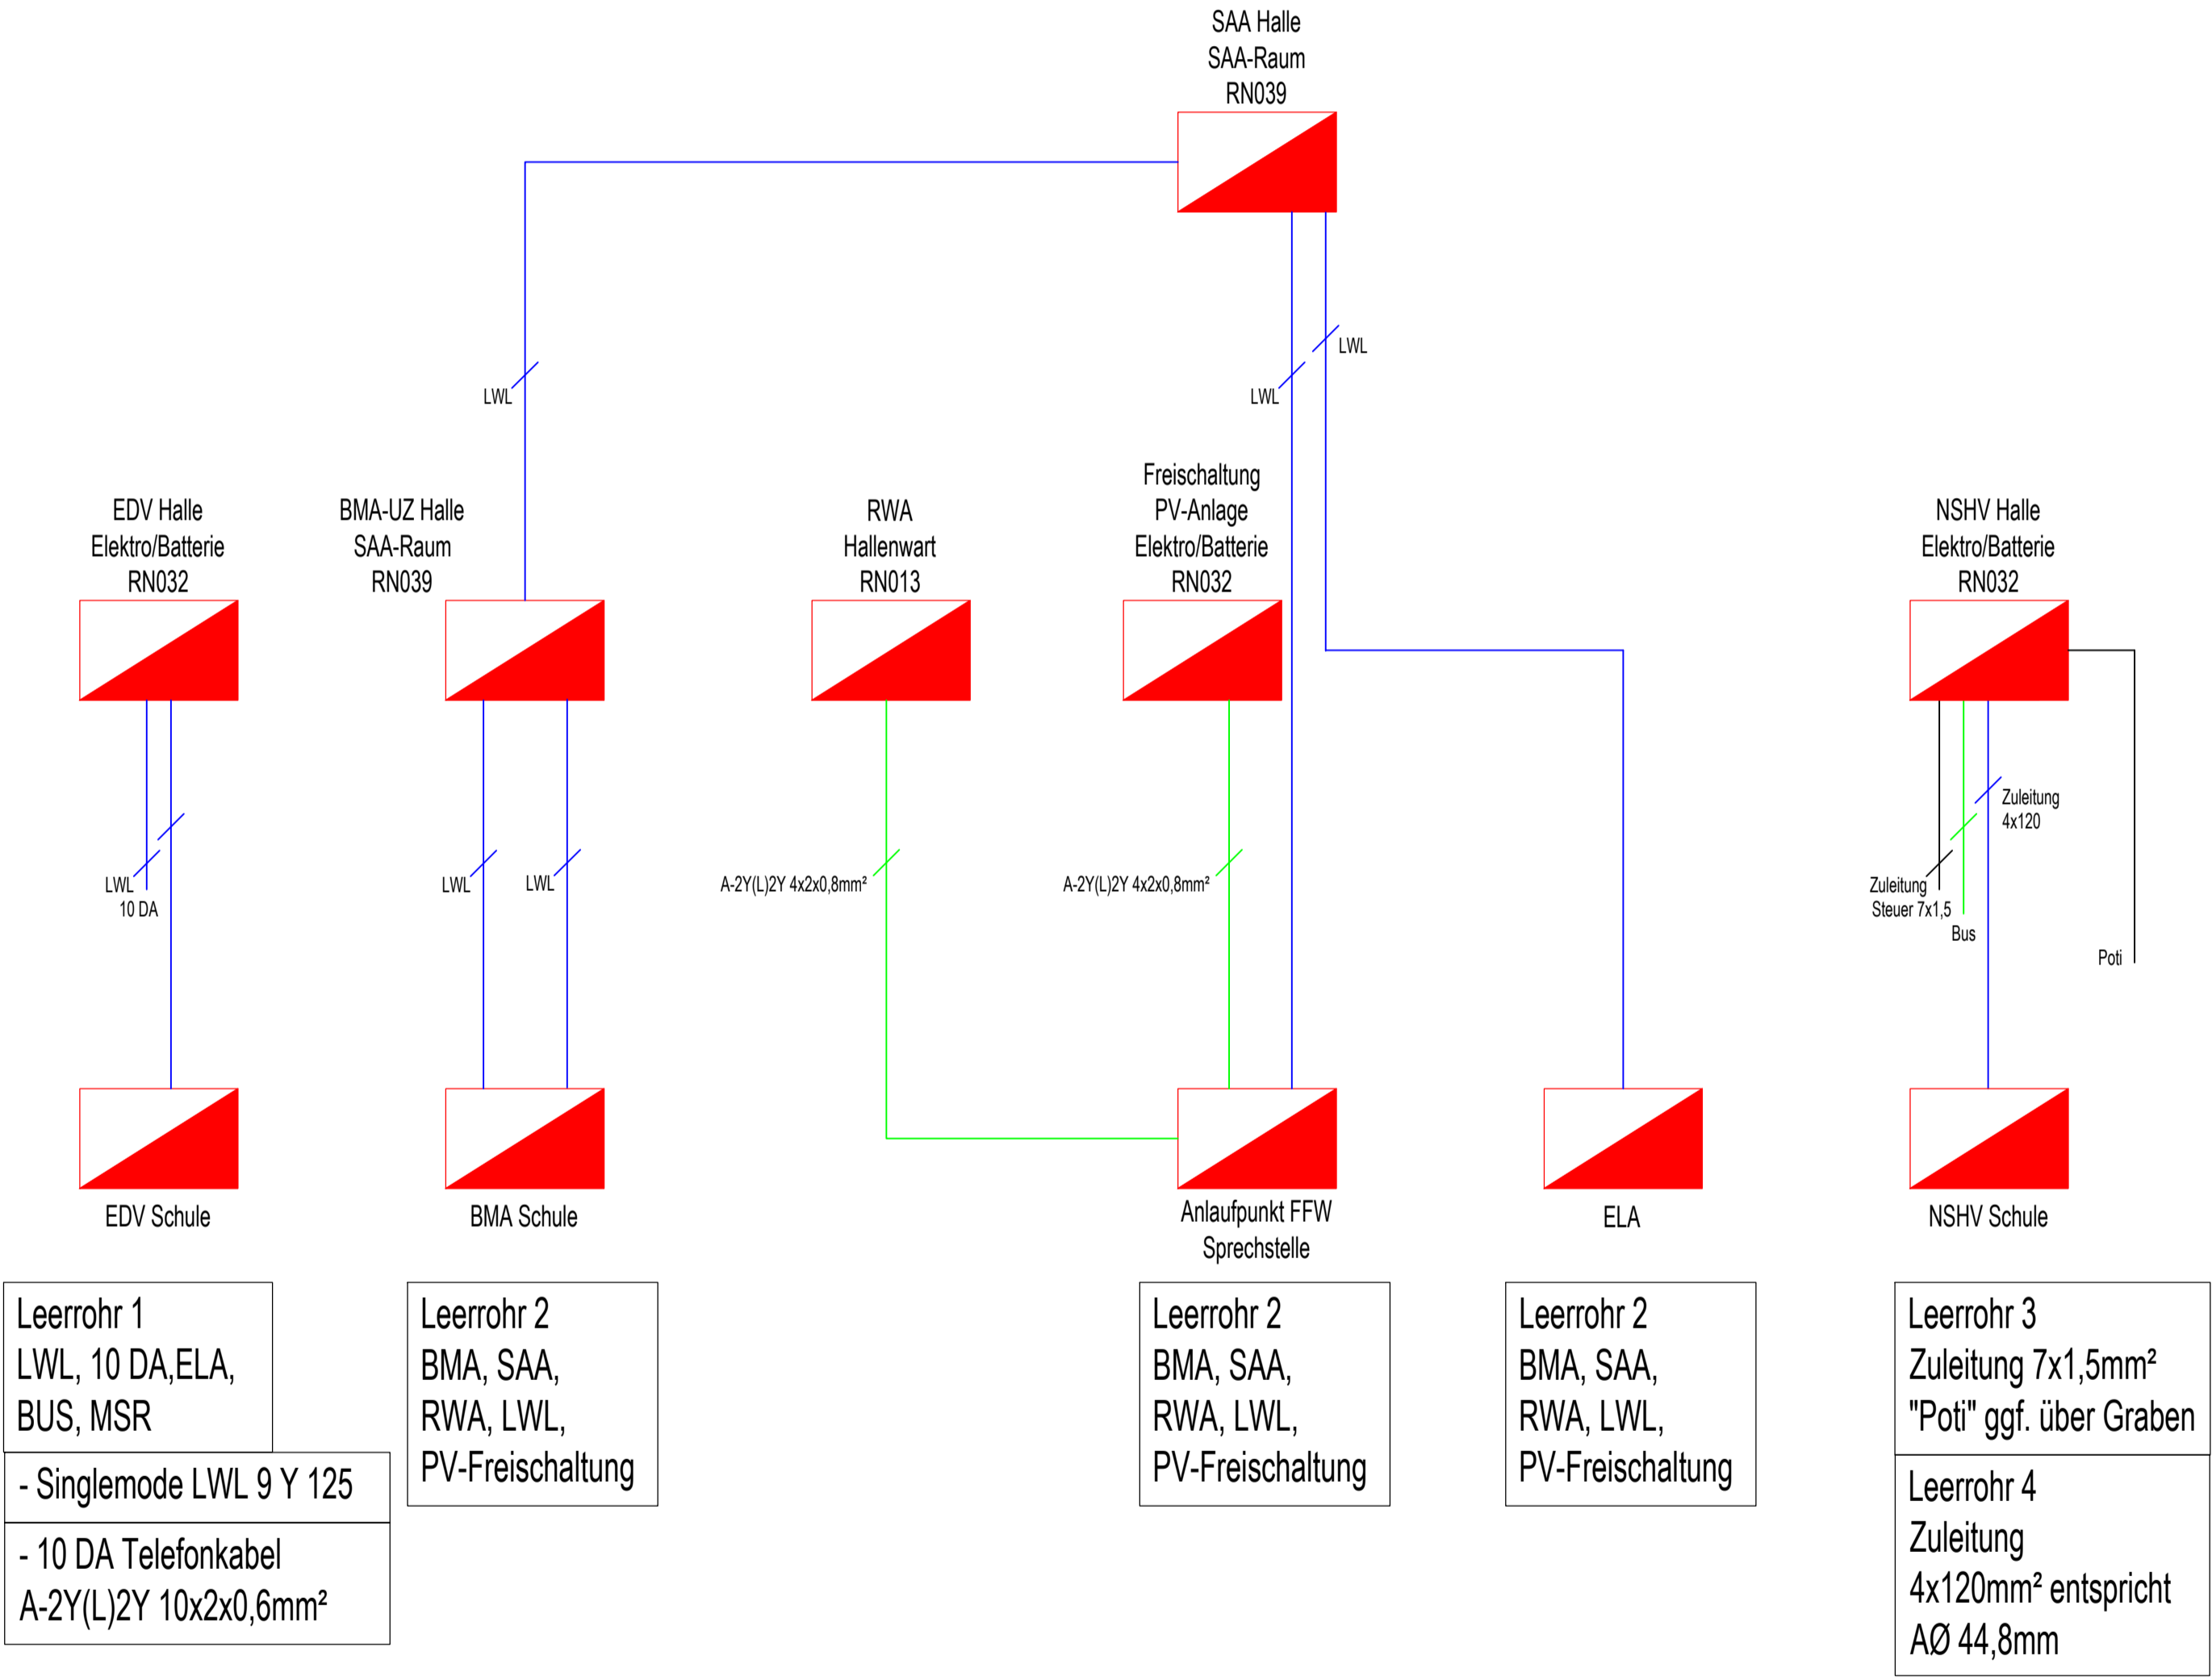 SAA Halle
SAA-Raum
RN039
LWL
LWL
LWL
EDV Halle
Elektro/Batterie
RN032
BMA-UZ Halle
SAA-Raum
RN039
RWA
Hallenwart
RN013
Freischaltung
PV-Anlage
Elektro/Batterie
RN032
NSHV Halle
Elektro/Batterie
RN032
LWL
10 DA
LWL
LWL
A-2Y(L)2Y 4x2x0,8mm²
A-2Y(L)2Y 4x2x0,8mm²
Zuleitung
4x120
Zuleitung
Steuer 7x1,5
Bus
Poti
EDV Schule
BMA Schule
Anlaufpunkt FFW
Sprechstelle
ELA
NSHV Schule
Leerrohr 1
LWL, 10 DA,ELA,
BUS, MSR
- Singlemode LWL 9 Y 125
- 10 DA Telefonkabel
A-2Y(L)2Y 10x2x0,6mm²
Leerrohr 2
BMA, SAA,
RWA, LWL,
PV-Freischaltung
Leerrohr 2
BMA, SAA,
RWA, LWL,
PV-Freischaltung
Leerrohr 2
BMA, SAA,
RWA, LWL,
PV-Freischaltung
Leerrohr 3
Zuleitung 7x1,5mm²
"Poti" ggf. über Graben
Leerrohr 4
Zuleitung
4x120mm² entspricht
AØ 44,8mm